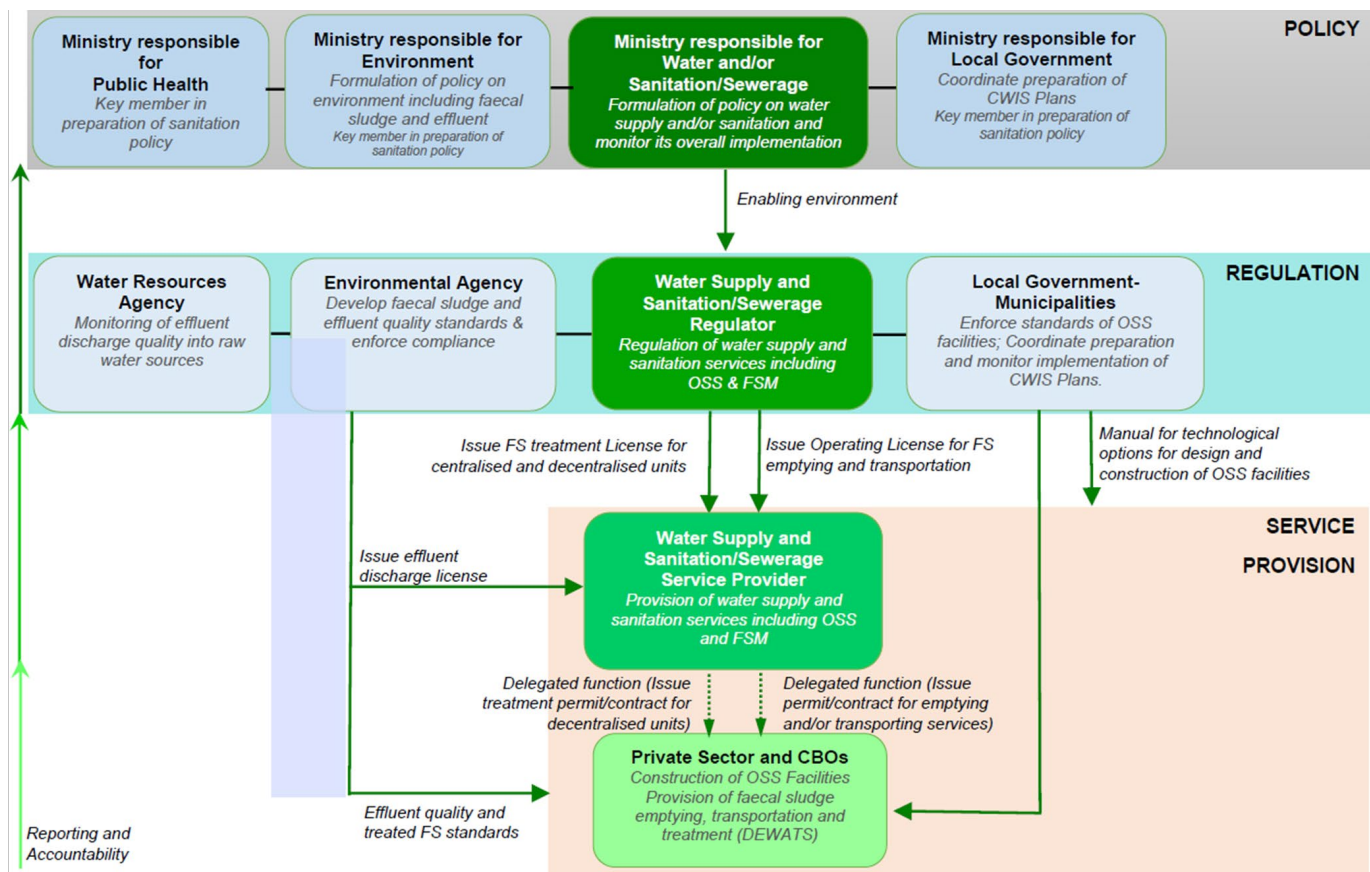 POLICY
Ministry responsible
for
Public Health
Key member in
preparation of sanitation
policy
Ministry responsible for
Environment
Formulation of policy on
environment including faecal
sludge and effluent
Key member in preparation of
sanitation policy
Ministry responsible for
Water and/or
Sanitation/Sewerage
Formulation of policy on water
supply and/or sanitation and
monitor its overall implementation
Ministry responsible for
Local Government
Coordinate preparation of
CWIS Plans
Key member in preparation of
sanitation policy
Enabling environment
REGULATION
Water Resources
Agency
Monitoring of effluent
discharge quality into raw
water sources
Environmental Agency
Develop faecal sludge and
effluent quality standards &
enforce compliance
Water Supply and
Sanitation/Sewerage
Regulator
Regulation of water supply and
sanitation services including
OSS & FSM
Local Government-
Municipalities
Enforce standards of OSS
facilities; Coordinate preparation
and monitor implementation of
CWIS Plans.
Issue FS treatment License for
centralised and decentralised units
Issue Operating License for FS
emptying and transportation
Manual for technological
options for design and
construction of OSS facilities
SERVICE
PROVISION
Water Supply and
Sanitation/Sewerage
Service Provider
Provision of water supply and
sanitation services including OSS
and FSM
Issue effluent
discharge license
Delegated function (Issue
treatment permit/contract for
decentralised units)
Delegated function (Issue
permit/contract for emptying
and/or transporting services)
Private Sector and CBOs
Construction of OSS Facilities
Provision of faecal sludge
emptying, transportation and
treatment (DEWATS)
Effluent quality and
treated FS standards
Reporting and
Accountability